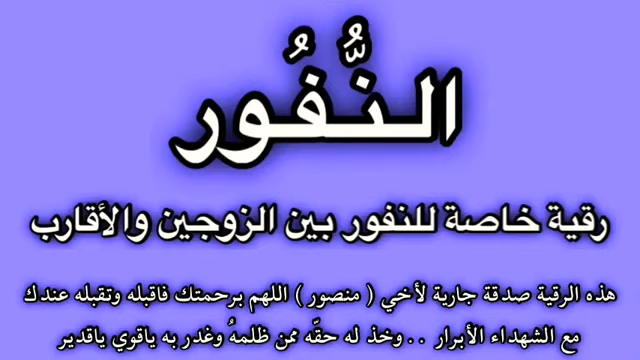 النُّفُور
رقية خاصة للنفور بين الزوجين والأقارب
هذه الرقية صدقة جارية لأخي ( منصور ) اللهم برحمتك فاقبله وتقبله عندك
مع الشهداء الأبرار . . وخذ له حقّه ممن ظلمهُ وغدر به ياقوي ياقدير